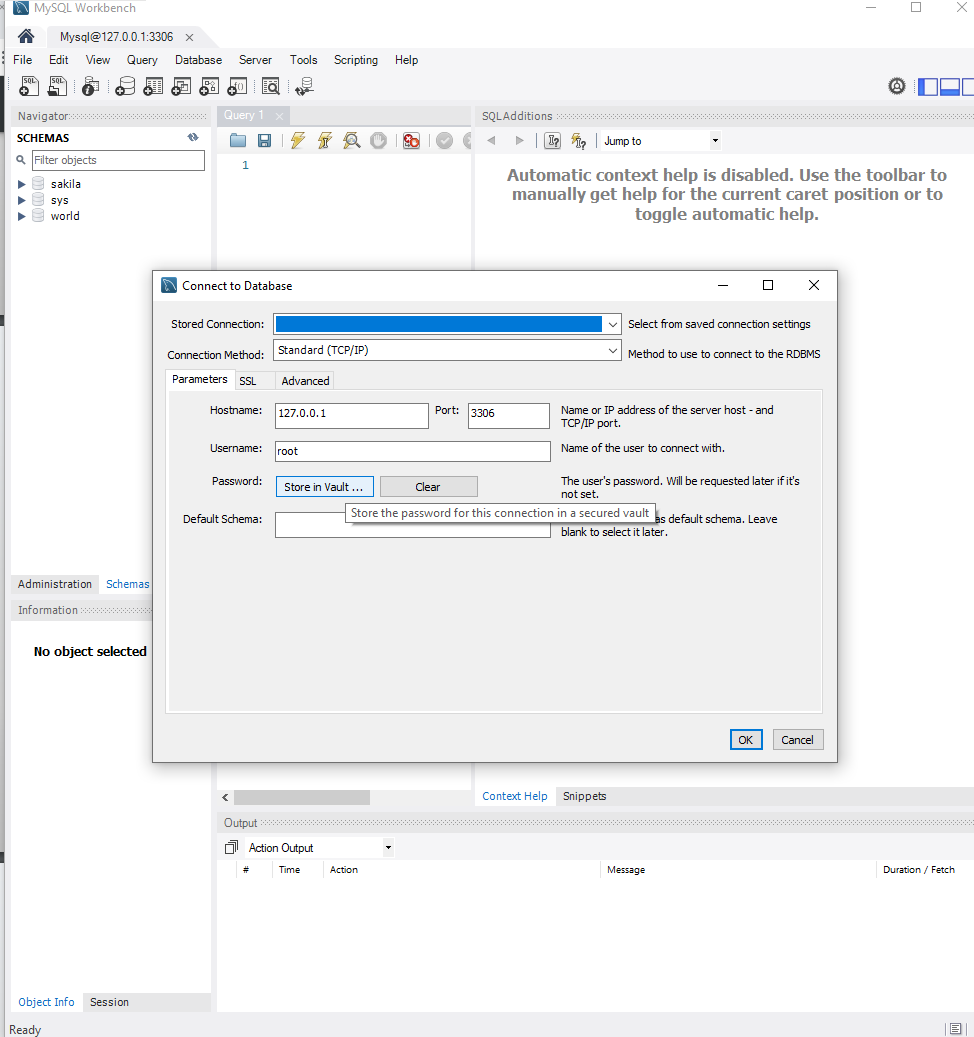 MySQL Workbench
Mysql@127.0.0.1:3306
File Edit View Query Database Server Tools Scripting Help
Navigator
SCHEMAS
Filter objects
sakila
sys
world
Query 1
1
SQLAdditions
Jump to
Automatic context help is disabled. Use the toolbar to
manually get help for the current caret position or to
toggle automatic help.
Connect to Database
Stored Connection: Select from saved connection settings
Connection Method: Standard (TCP/IP) Method to use to connect to the RDBMS
Parameters SSL Advanced
Hostname: 127.0.0.1 Port: 3306 Name or IP address of the server host - and
TCP/IP port.
Username: root Name of the user to connect with.
Password: Store in Vault ... Clear The user's password. Will be requested later if it's
not set.
Store the password for this connection in a secured vault
Default Schema: as default schema. Leave
blank to select it later.
OK Cancel
Administration Schemas
Information
No object selected
Context Help Snippets
Output
Action Output
# Time Action Message Duration / Fetch
Object Info Session
Ready